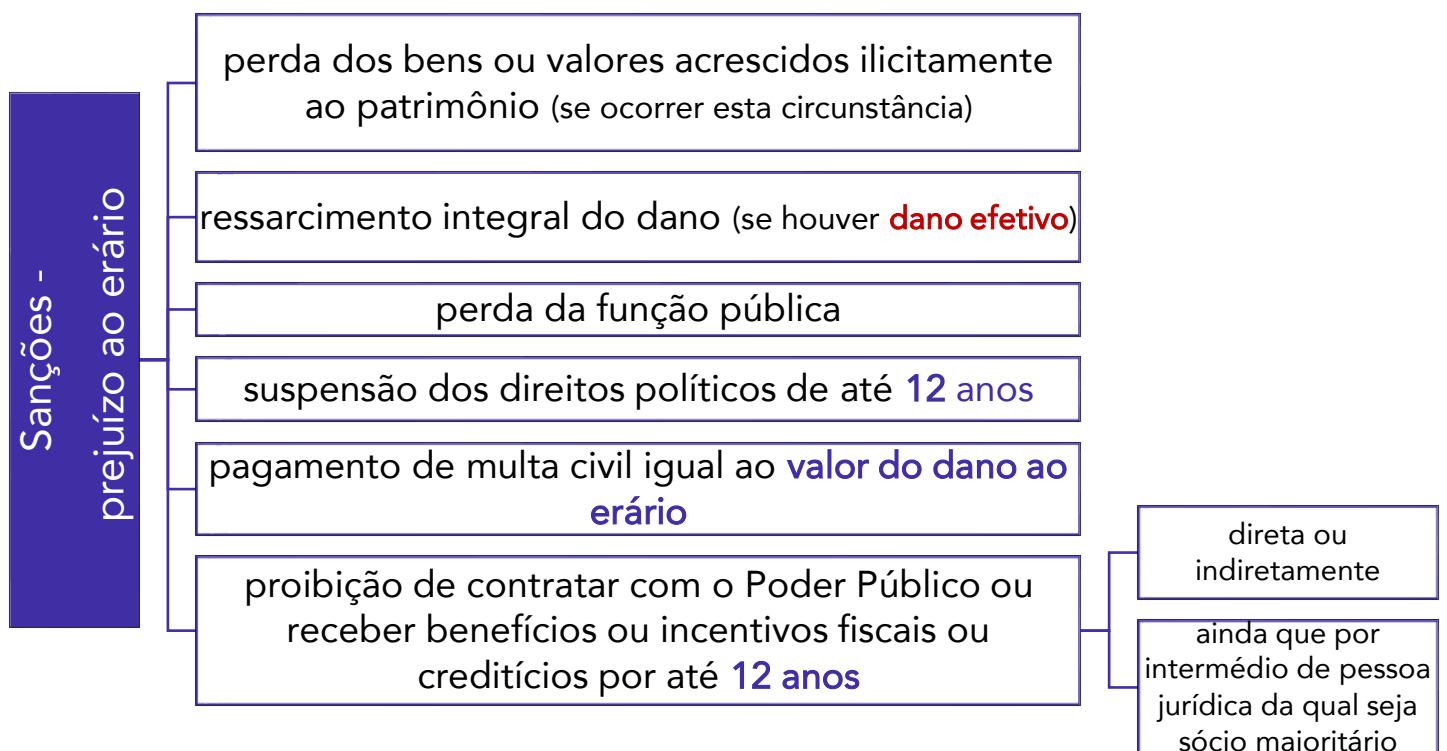 Sanções -
prejuízo ao erário
perda dos bens ou valores acrescidos ilicitamente
ao patrimônio (se ocorrer esta circunstância)
ressarcimento integral do dano (se houver dano efetivo)
perda da função pública
suspensão dos direitos políticos de até 12 anos
pagamento de multa civil igual ao valor do dano ao
erário
proibição de contratar com o Poder Público ou
receber benefícios ou incentivos fiscais ou
creditícios por até 12 anos
direta ou
indiretamente
ainda que por
intermédio de pessoa
jurídica da qual seja
sócio majoritário